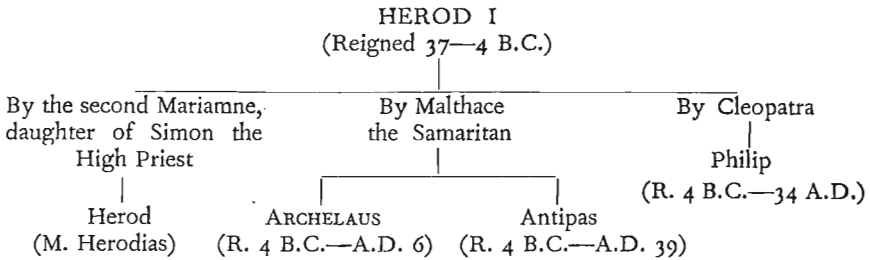 HEROD I
(Reigned 37—4 B.C.)
By the second Mariamne,
daughter of Simon the
High Priest
By Malthace
the Samaritan
By Cleopatra
Philip
(R. 4 B.C.—34 A.D.)
Herod
(M. Herodias)
ARCHELAUS
(R. 4 B.C.—A.D. 6)
Antipas
(R. 4 B.C.—A.D. 39)